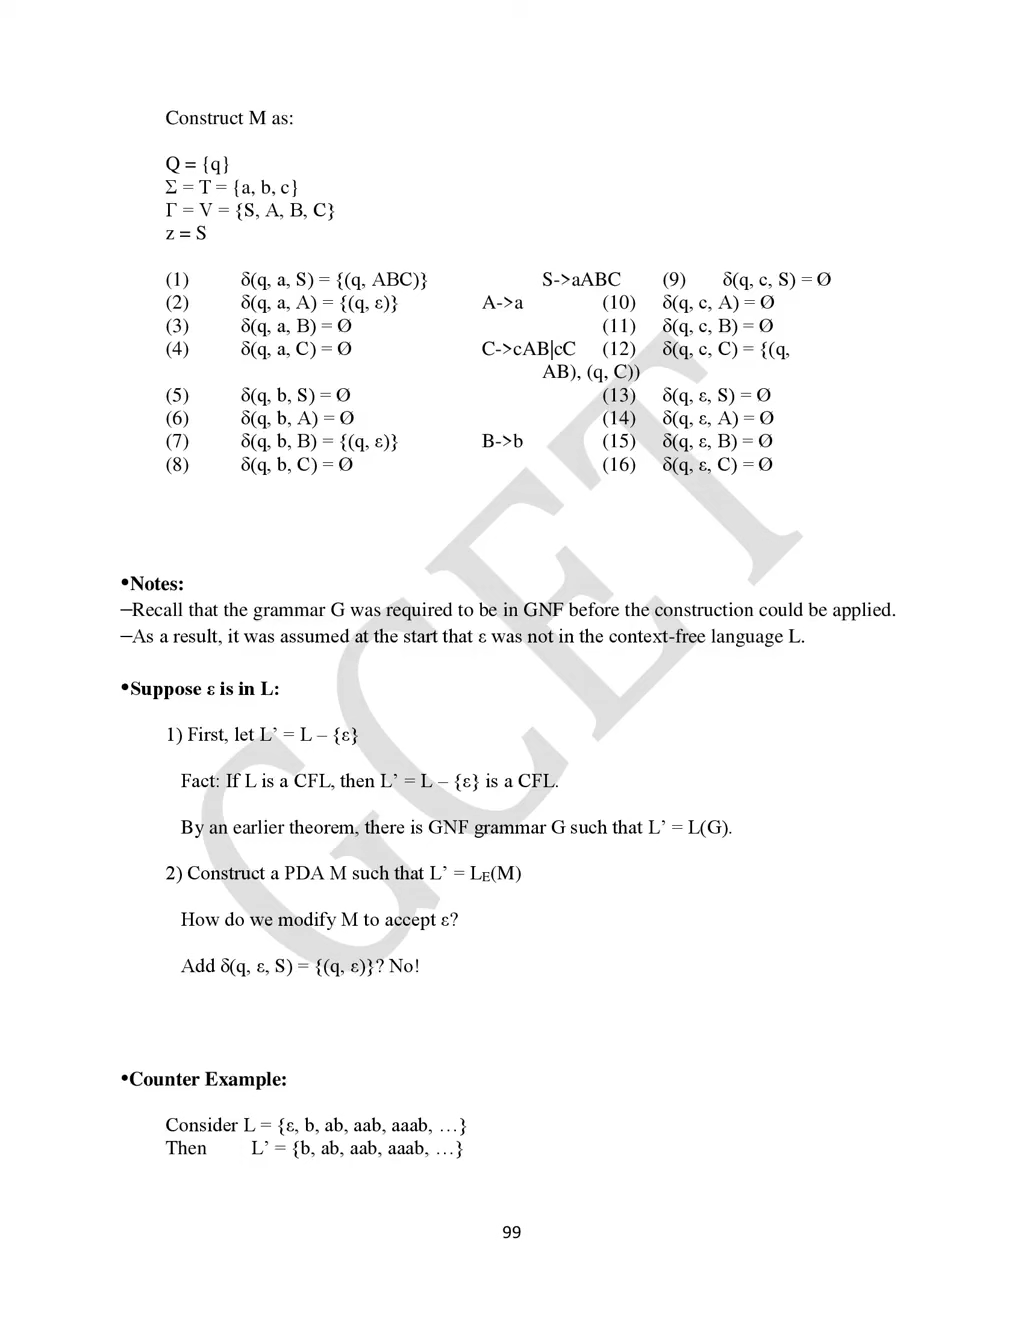 Construct M as:
Q = {q}
Σ = T = {a, b, c}
Γ = V = {S, A, B, C}
z = S
(1) δ(q, a, S) = {(q, ABC)} S->aABC (9) δ(q, c, S) = Ø
(2) δ(q, a, A) = {(q, ε)} A->a (10) δ(q, c, A) = Ø
(3) δ(q, a, B) = Ø (11) δ(q, c, B) = Ø
(4) δ(q, a, C) = Ø C->cAB|cC (12) δ(q, c, C) = {(q,
AB), (q, C))
(5) δ(q, b, S) = Ø (13) δ(q, ε, S) = Ø
(6) δ(q, b, A) = Ø (14) δ(q, ε, A) = Ø
(7) δ(q, b, B) = {(q, ε)} B->b (15) δ(q, ε, B) = Ø
(8) δ(q, b, C) = Ø (16) δ(q, ε, C) = Ø
GCET
•Notes:
–Recall that the grammar G was required to be in GNF before the construction could be applied.
–As a result, it was assumed at the start that ε was not in the context-free language L.
•Suppose ε is in L:
1) First, let L’ = L – {ε}
Fact: If L is a CFL, then L’ = L – {ε} is a CFL.
By an earlier theorem, there is GNF grammar G such that L’ = L(G).
2) Construct a PDA M such that L’ = LE(M)
How do we modify M to accept ε?
Add δ(q, ε, S) = {(q, ε)}? No!
•Counter Example:
Consider L = {ε, b, ab, aab, aaab, …}
Then L’ = {b, ab, aab, aaab, …}
99